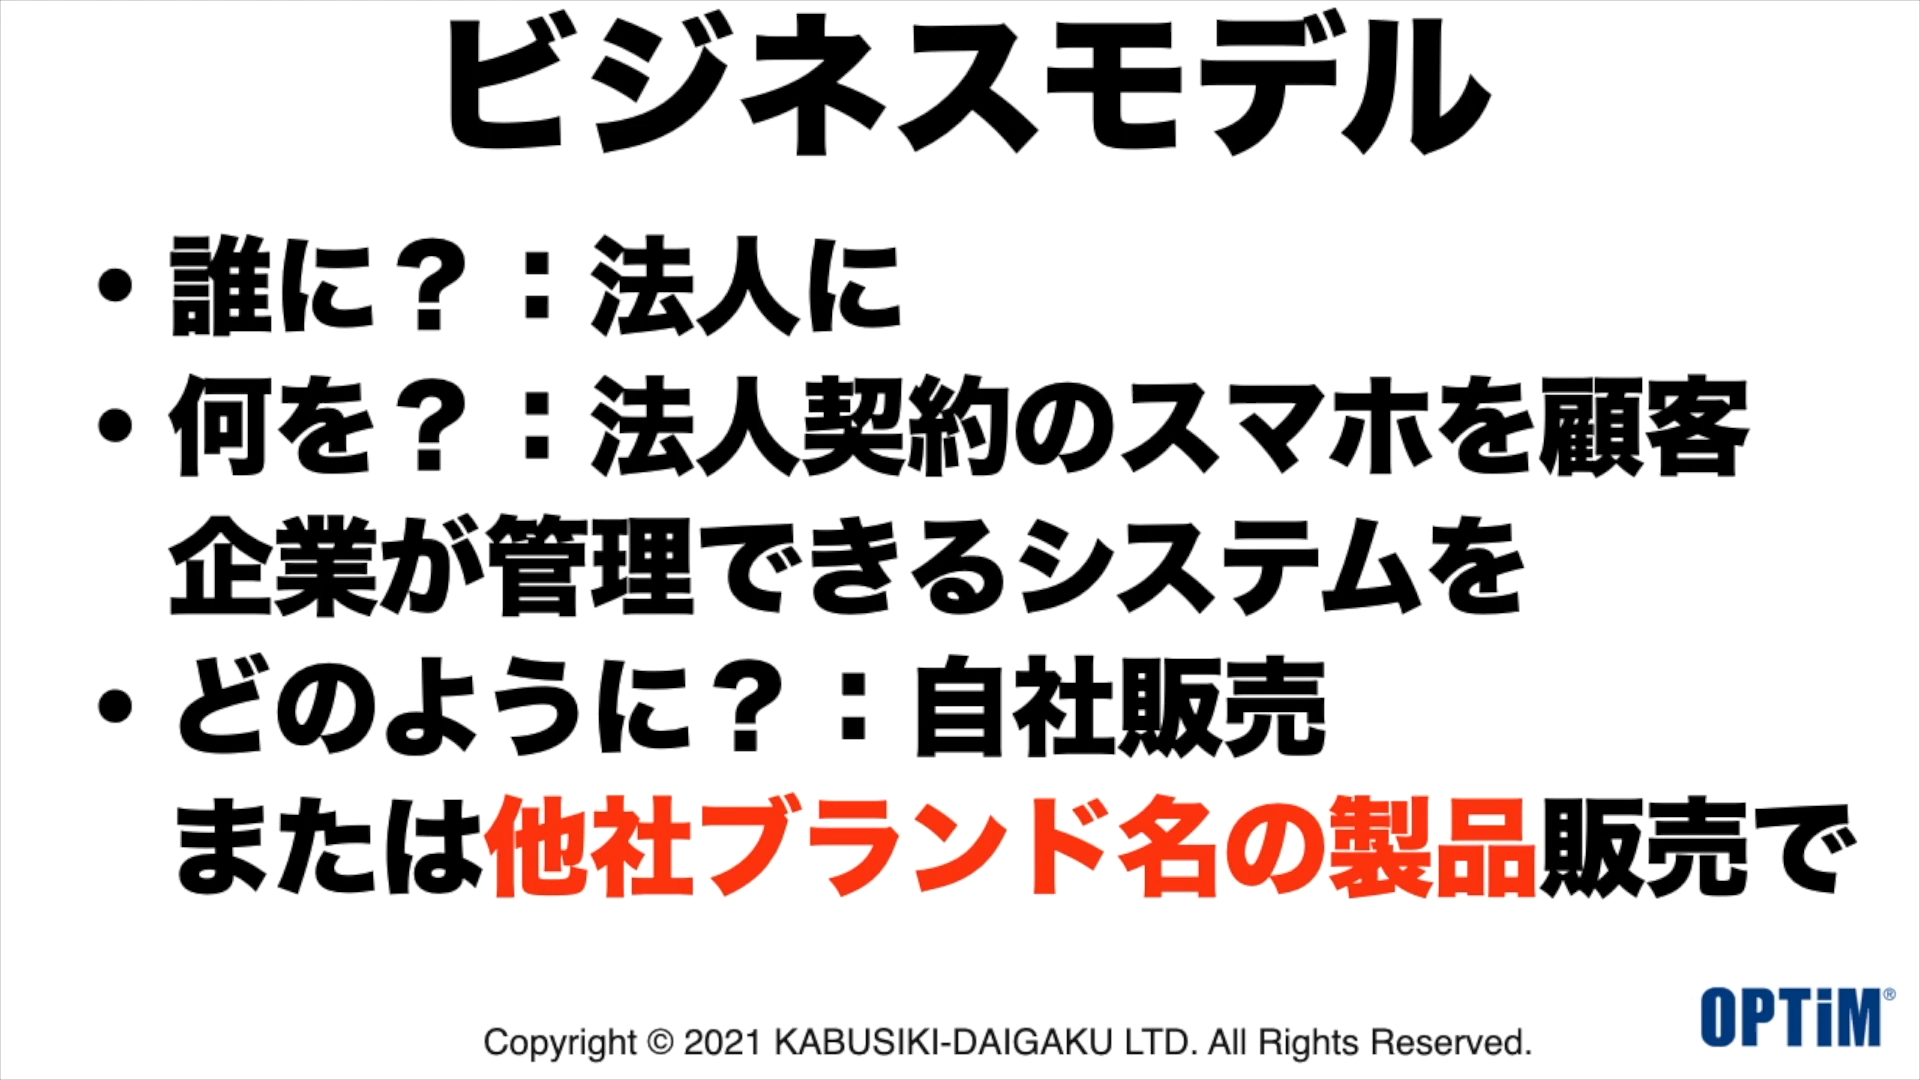 ビジネスモデル
・誰に？：法人に
・何を？：法人契約のスマホを顧客
企業が管理できるシステムを
・どのように？：自社販売
または他社ブランド名の製品販売で
OPTiM®
Copyright © 2021 KABUSIKI-DAIGAKU LTD. All Rights Reserved.